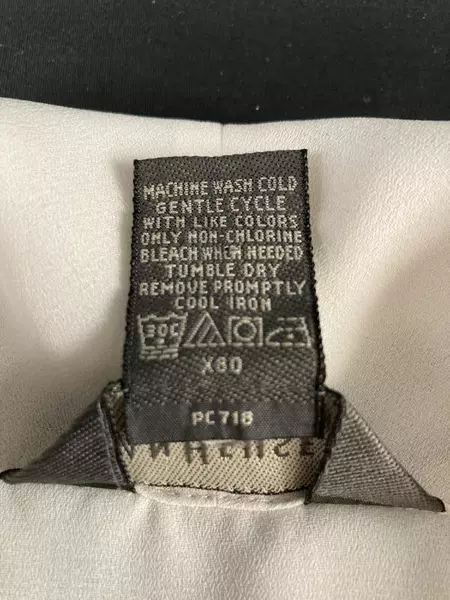 MACHINE WASH COLD
GENTLE CYCLE
WITH LIKE COLORS
ONLY NON-CHLORINE
BLEACH WHEN NEEDED
TUMBLE DRY
REMOVE PROMPTLY
COOL IRON
30C
X80
PC718